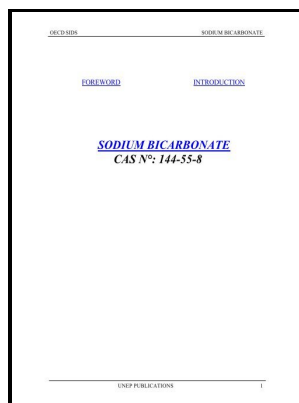 OECD SIDS SODIUM BICARBONATE
FOREWORD INTRODUCTION
SODIUM BICARBONATE
CAS N°: 144-55-8
UNEP PUBLICATIONS 1